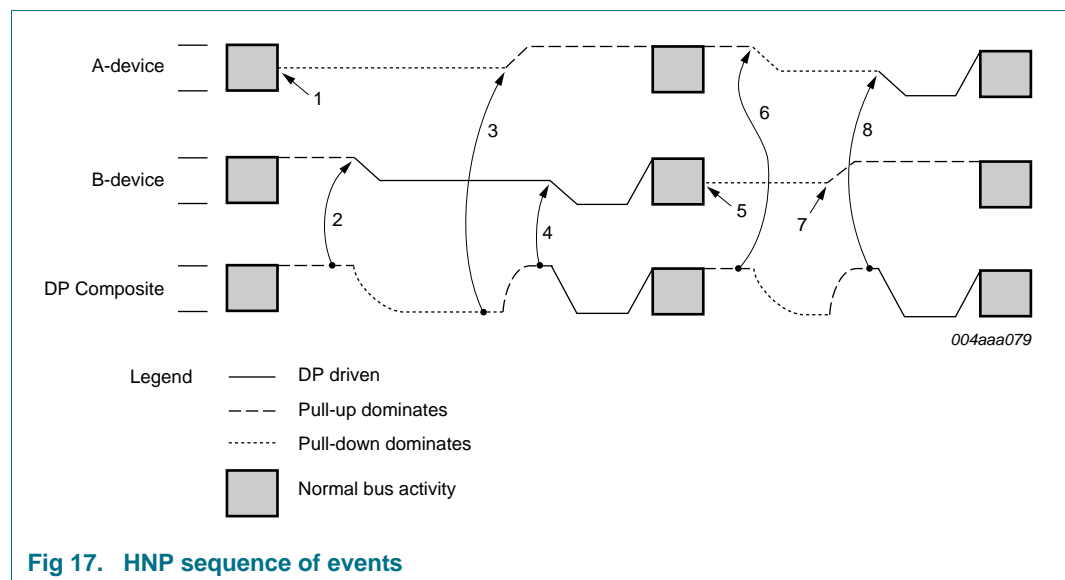 A-device
1
3
6
8
B-device
2
4
5
7
DP Composite
004aaa079
Legend
DP driven
Pull-up dominates
Pull-down dominates
Normal bus activity
Fig 17. HNP sequence of events